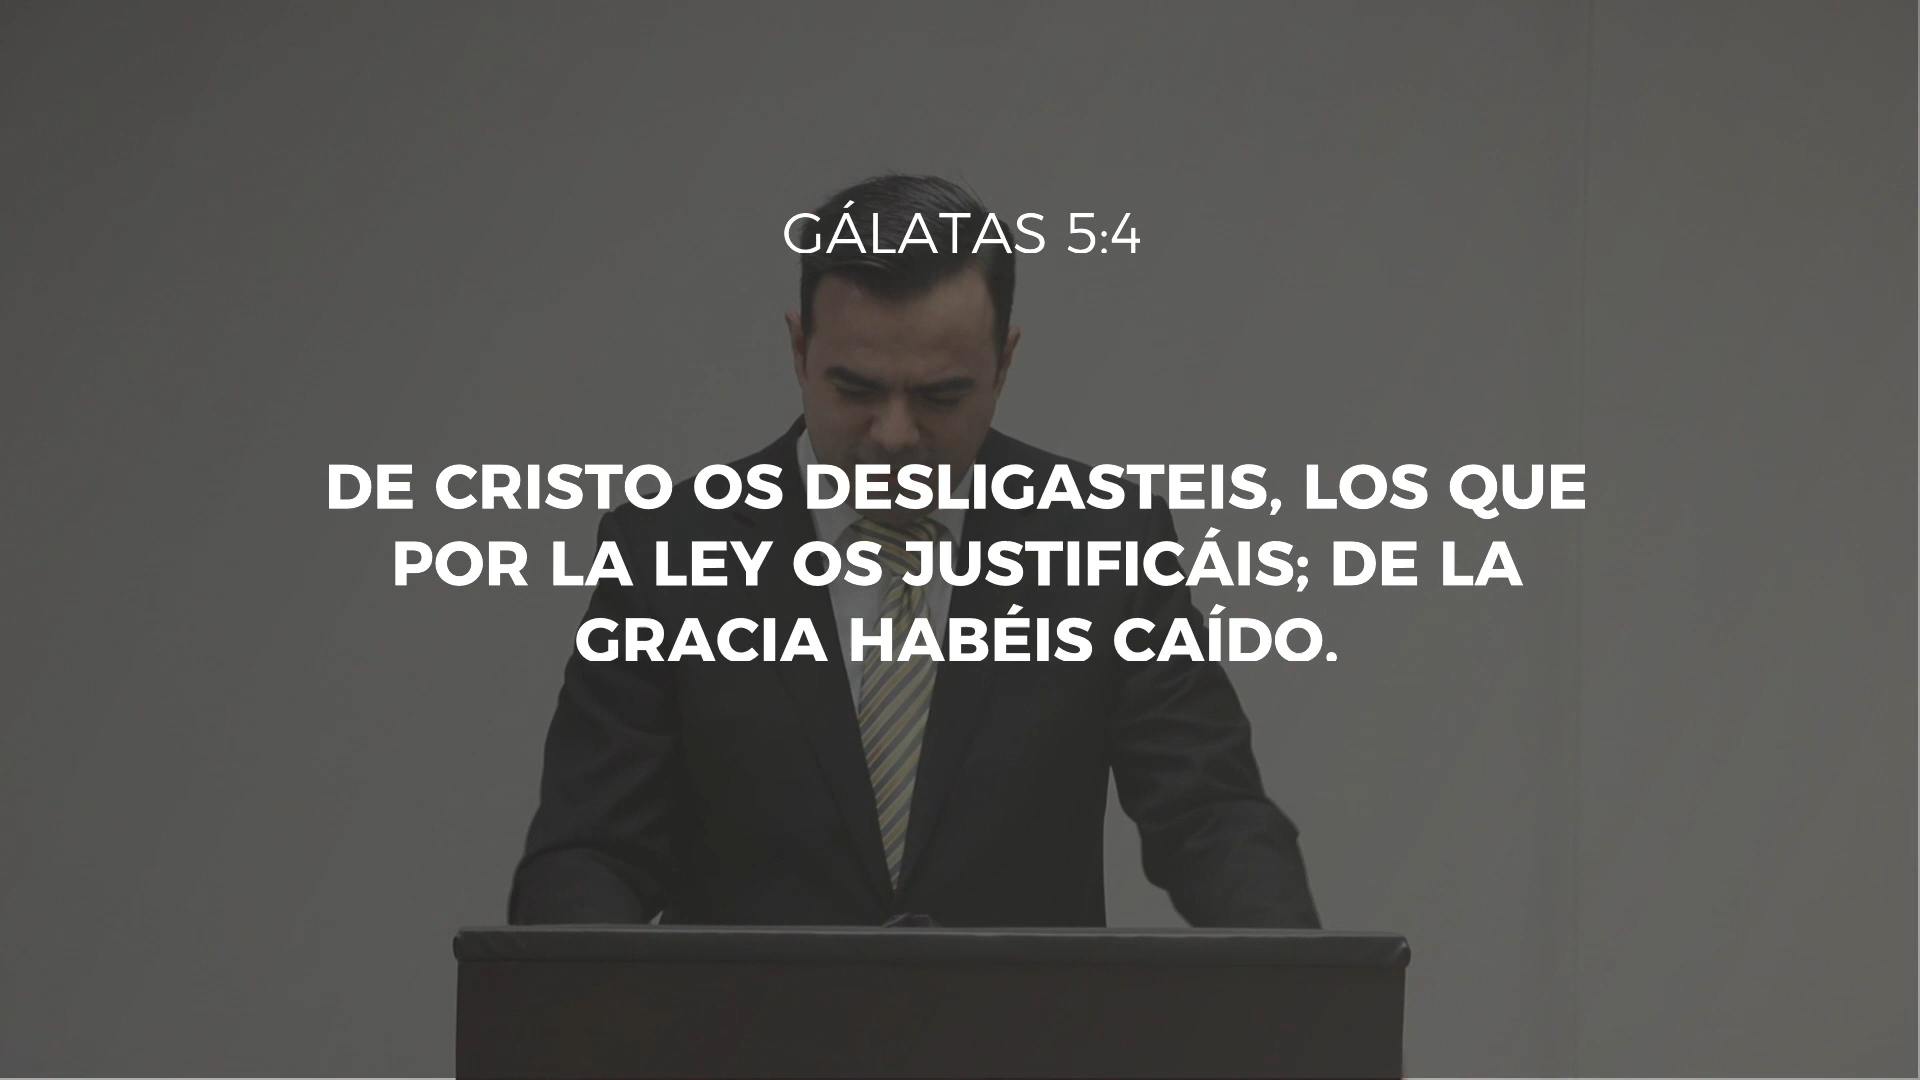 GÁLATAS 5:4
DE CRISTO OS DESLIGASTEIS, LOS QUE
POR LA LEY OS JUSTIFICÁIS; DE LA
GRACIA HABÉIS CAÍDO.